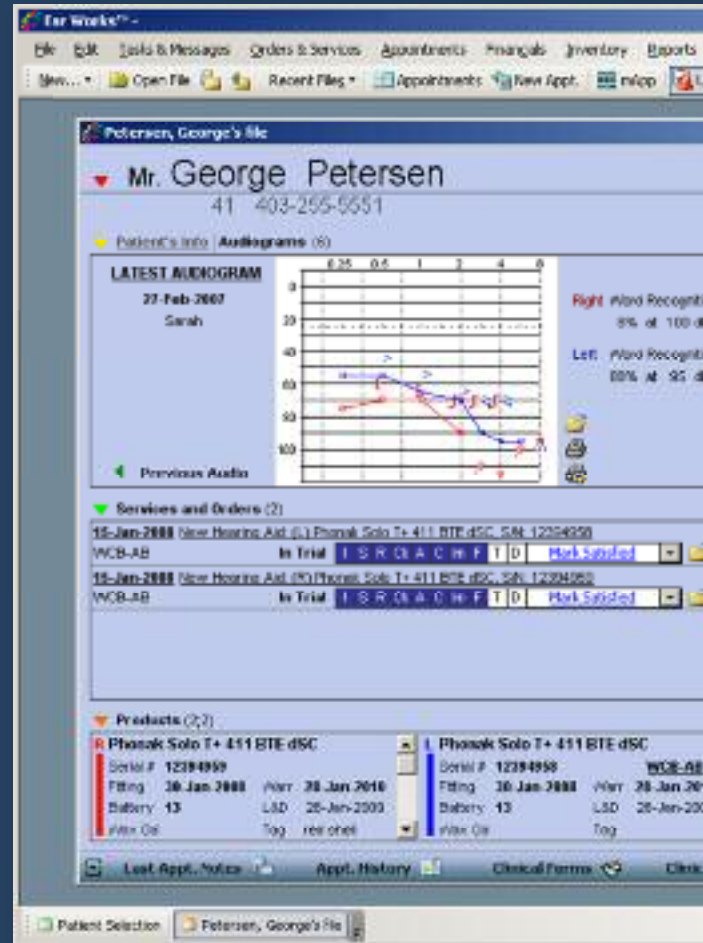 Ear Works™ -
File Edit Tasks & Messages Orders & Services Appointments Financials Inventory Reports
New... Open File Recent Files Appointments New Appt.
Petersen, George's file
Mr. George Petersen
41 403-255-5551
Patient's Info Audiograms (6)
LATEST AUDIOGRAM
27-Feb-2007
Sarah
0.25 0.5 1 2 4 8
0
20
40
60
80
100
Right Word Recogniti
at 100 d
Left Word Recogniti
at 95 d
Previous Audio
Services and Orders (2)
15-Jan-2008 New Hearing Aid (L) Phonak Solo T+ 411 BTE dSC, S/N: 12394958
WCB-AB In Trial I S R A C F T D Mark Satisfied
15-Jan-2008 New Hearing Aid (R) Phonak Solo T+ 411 BTE dSC, S/N: 12394959
WCB-AB In Trial I S R A C F T D Mark Satisfied
Products (2;2)
R Phonak Solo T+ 411 BTE dSC
Serial # 12394959
Fitting 30-Jan-2008 Warr 28-Jan-2010
Battery 13 L&D 28-Jan-2009
Wax Tag
L Phonak Solo T+ 411 BTE dSC
Serial # 12394958 WCB-AB
Fitting 30-Jan-2008 Warr 28-Jan-20
Battery 13 L&D 28-Jan-200
Wax Tag
Last Appt. Notes Appt. History Clinical Forms Clinic
Patient Selection Petersen, George's File